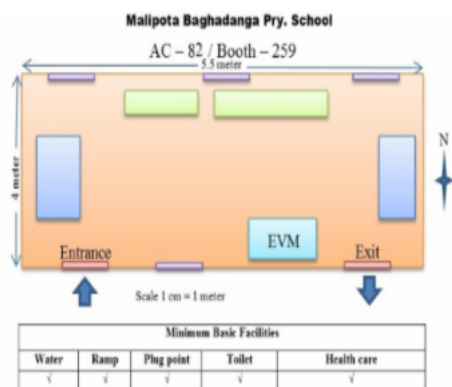 Malipota Baghadanga Pry. School
AC – 82 / Booth – 259
5.5 meter
4 meter
N
EVM
Entrance
Exit
Scale 1 cm = 1 meter
Minimum Basic Facilities
Water Ramp Plug point Toilet Health care
√ √ √ √ √